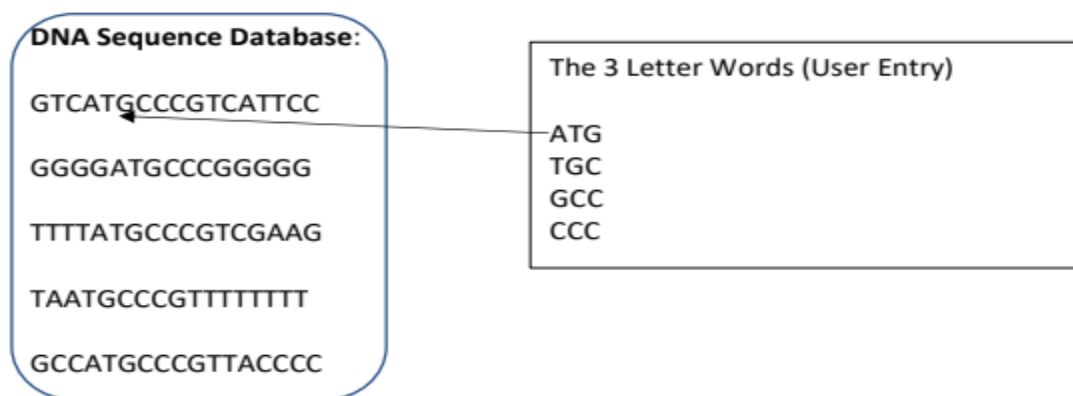 DNA Sequence Database:
GTCATGCCCGTCATTCC
GGGGATGCCCGGGGG
TTTTATGCCCGTCGAAG
TAATGCCCGTTTTTTTT
GCCATGCCCGTTACCCC
The 3 Letter Words (User Entry)
ATG
TGC
GCC
CCC